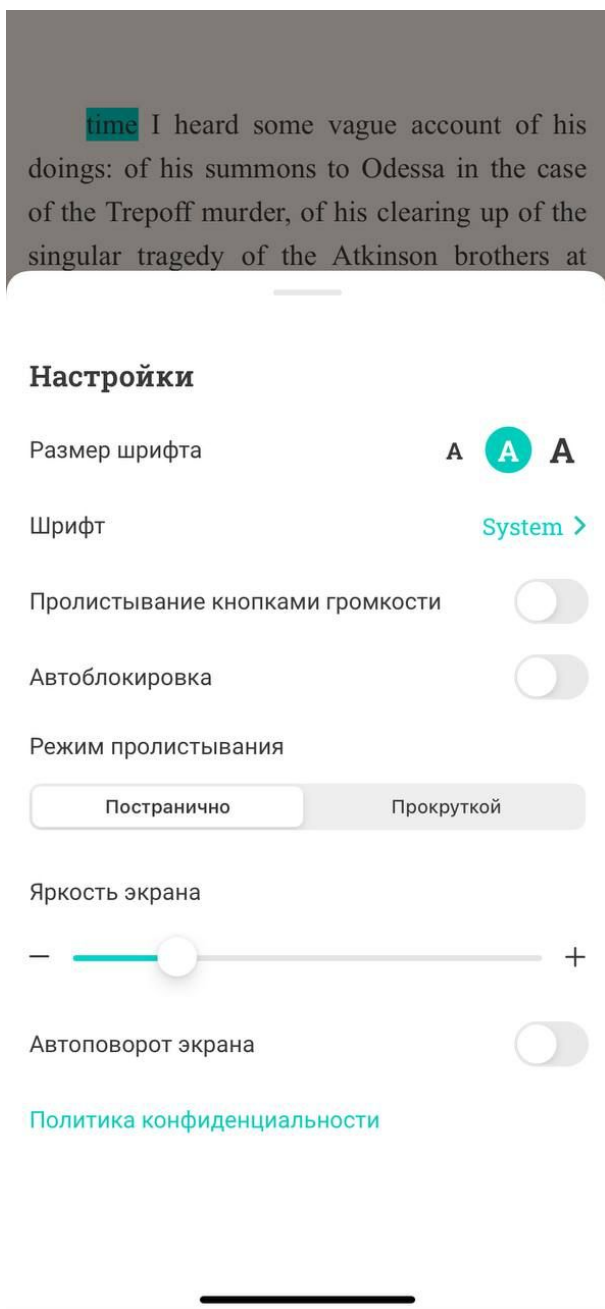 time I heard some vague account of his
doings: of his summons to Odessa in the case
of the Trepoff murder, of his clearing up of the
singular tragedy of the Atkinson brothers at
Настройки
Размер шрифта A A A
Шрифт System >
Пролистывание кнопками громкости
Автоблокировка
Режим пролистывания
Постранично Прокруткой
Яркость экрана
− +
Автоповорот экрана
Политика конфиденциальности